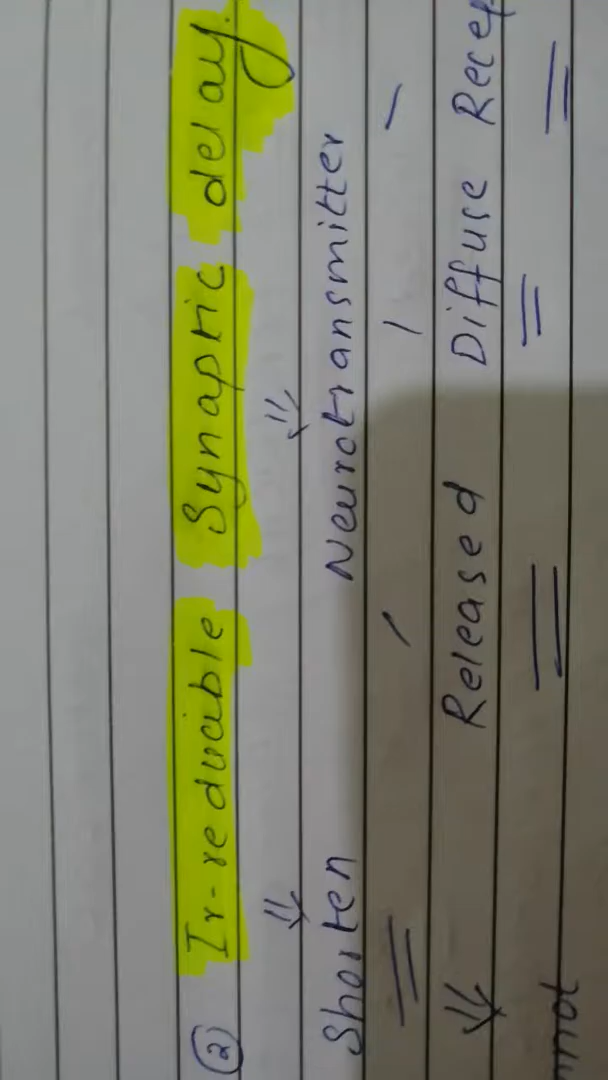 ② Ir-reducible Synaptic delay.
Shorten Neurotransmitter
Released Diffuse